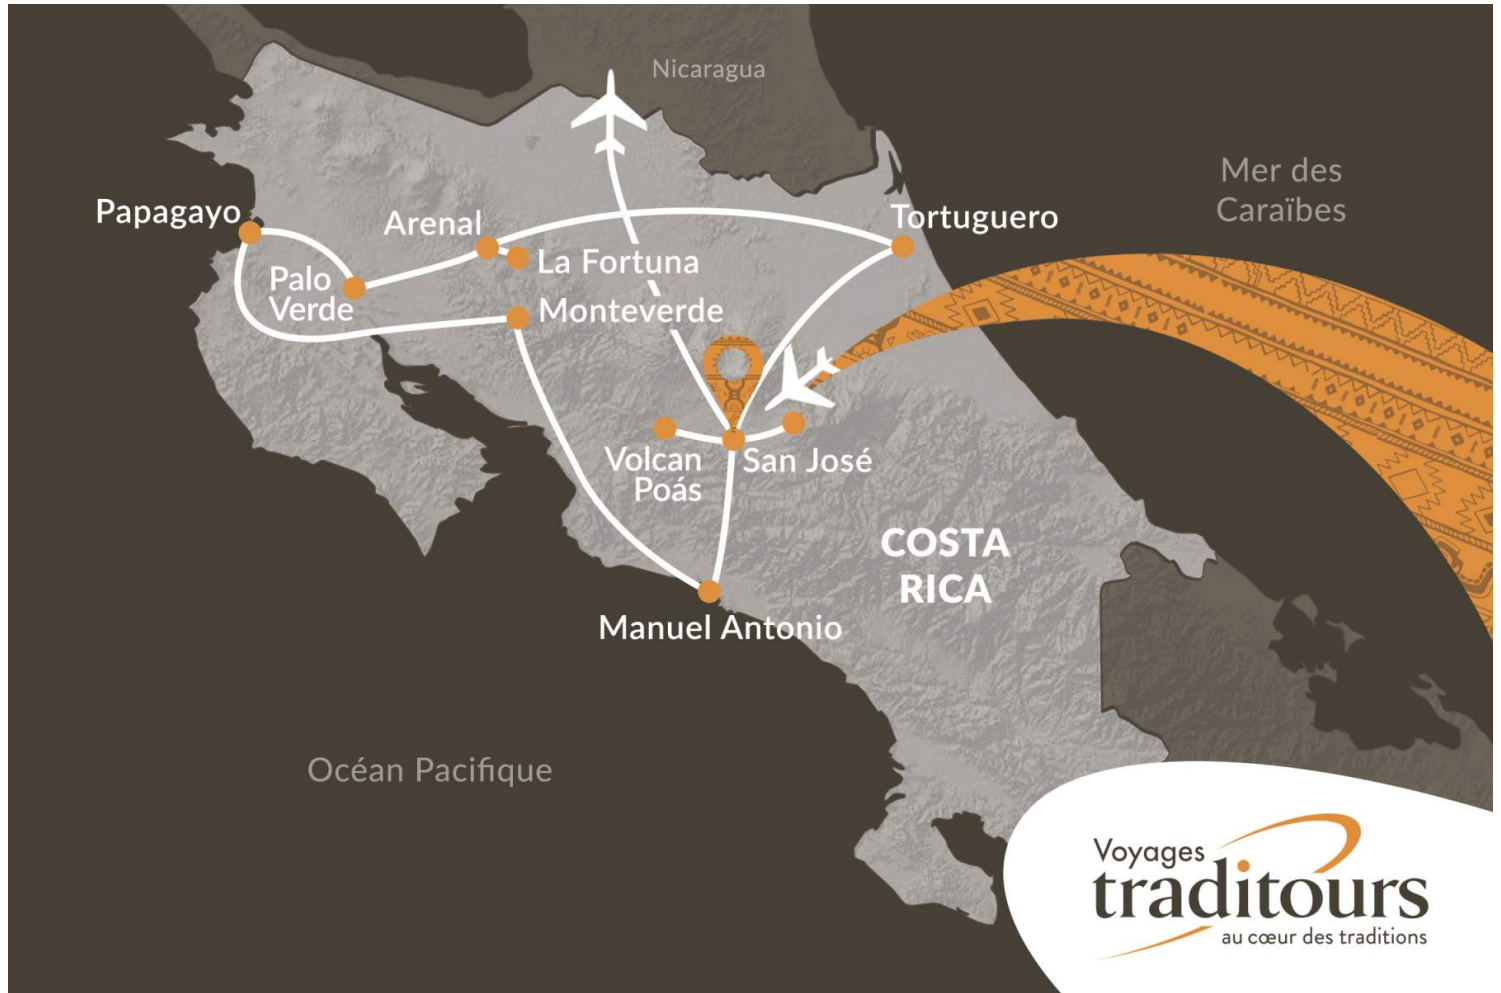 Nicaragua
Mer des
Caraïbes
Papagayo
Arenal
Tortuguero
La Fortuna
Palo
Verde
Monteverde
Volcan
Poás
San José
COSTA
RICA
Manuel Antonio
Océan Pacifique
Voyages
traditours
au cœur des traditions